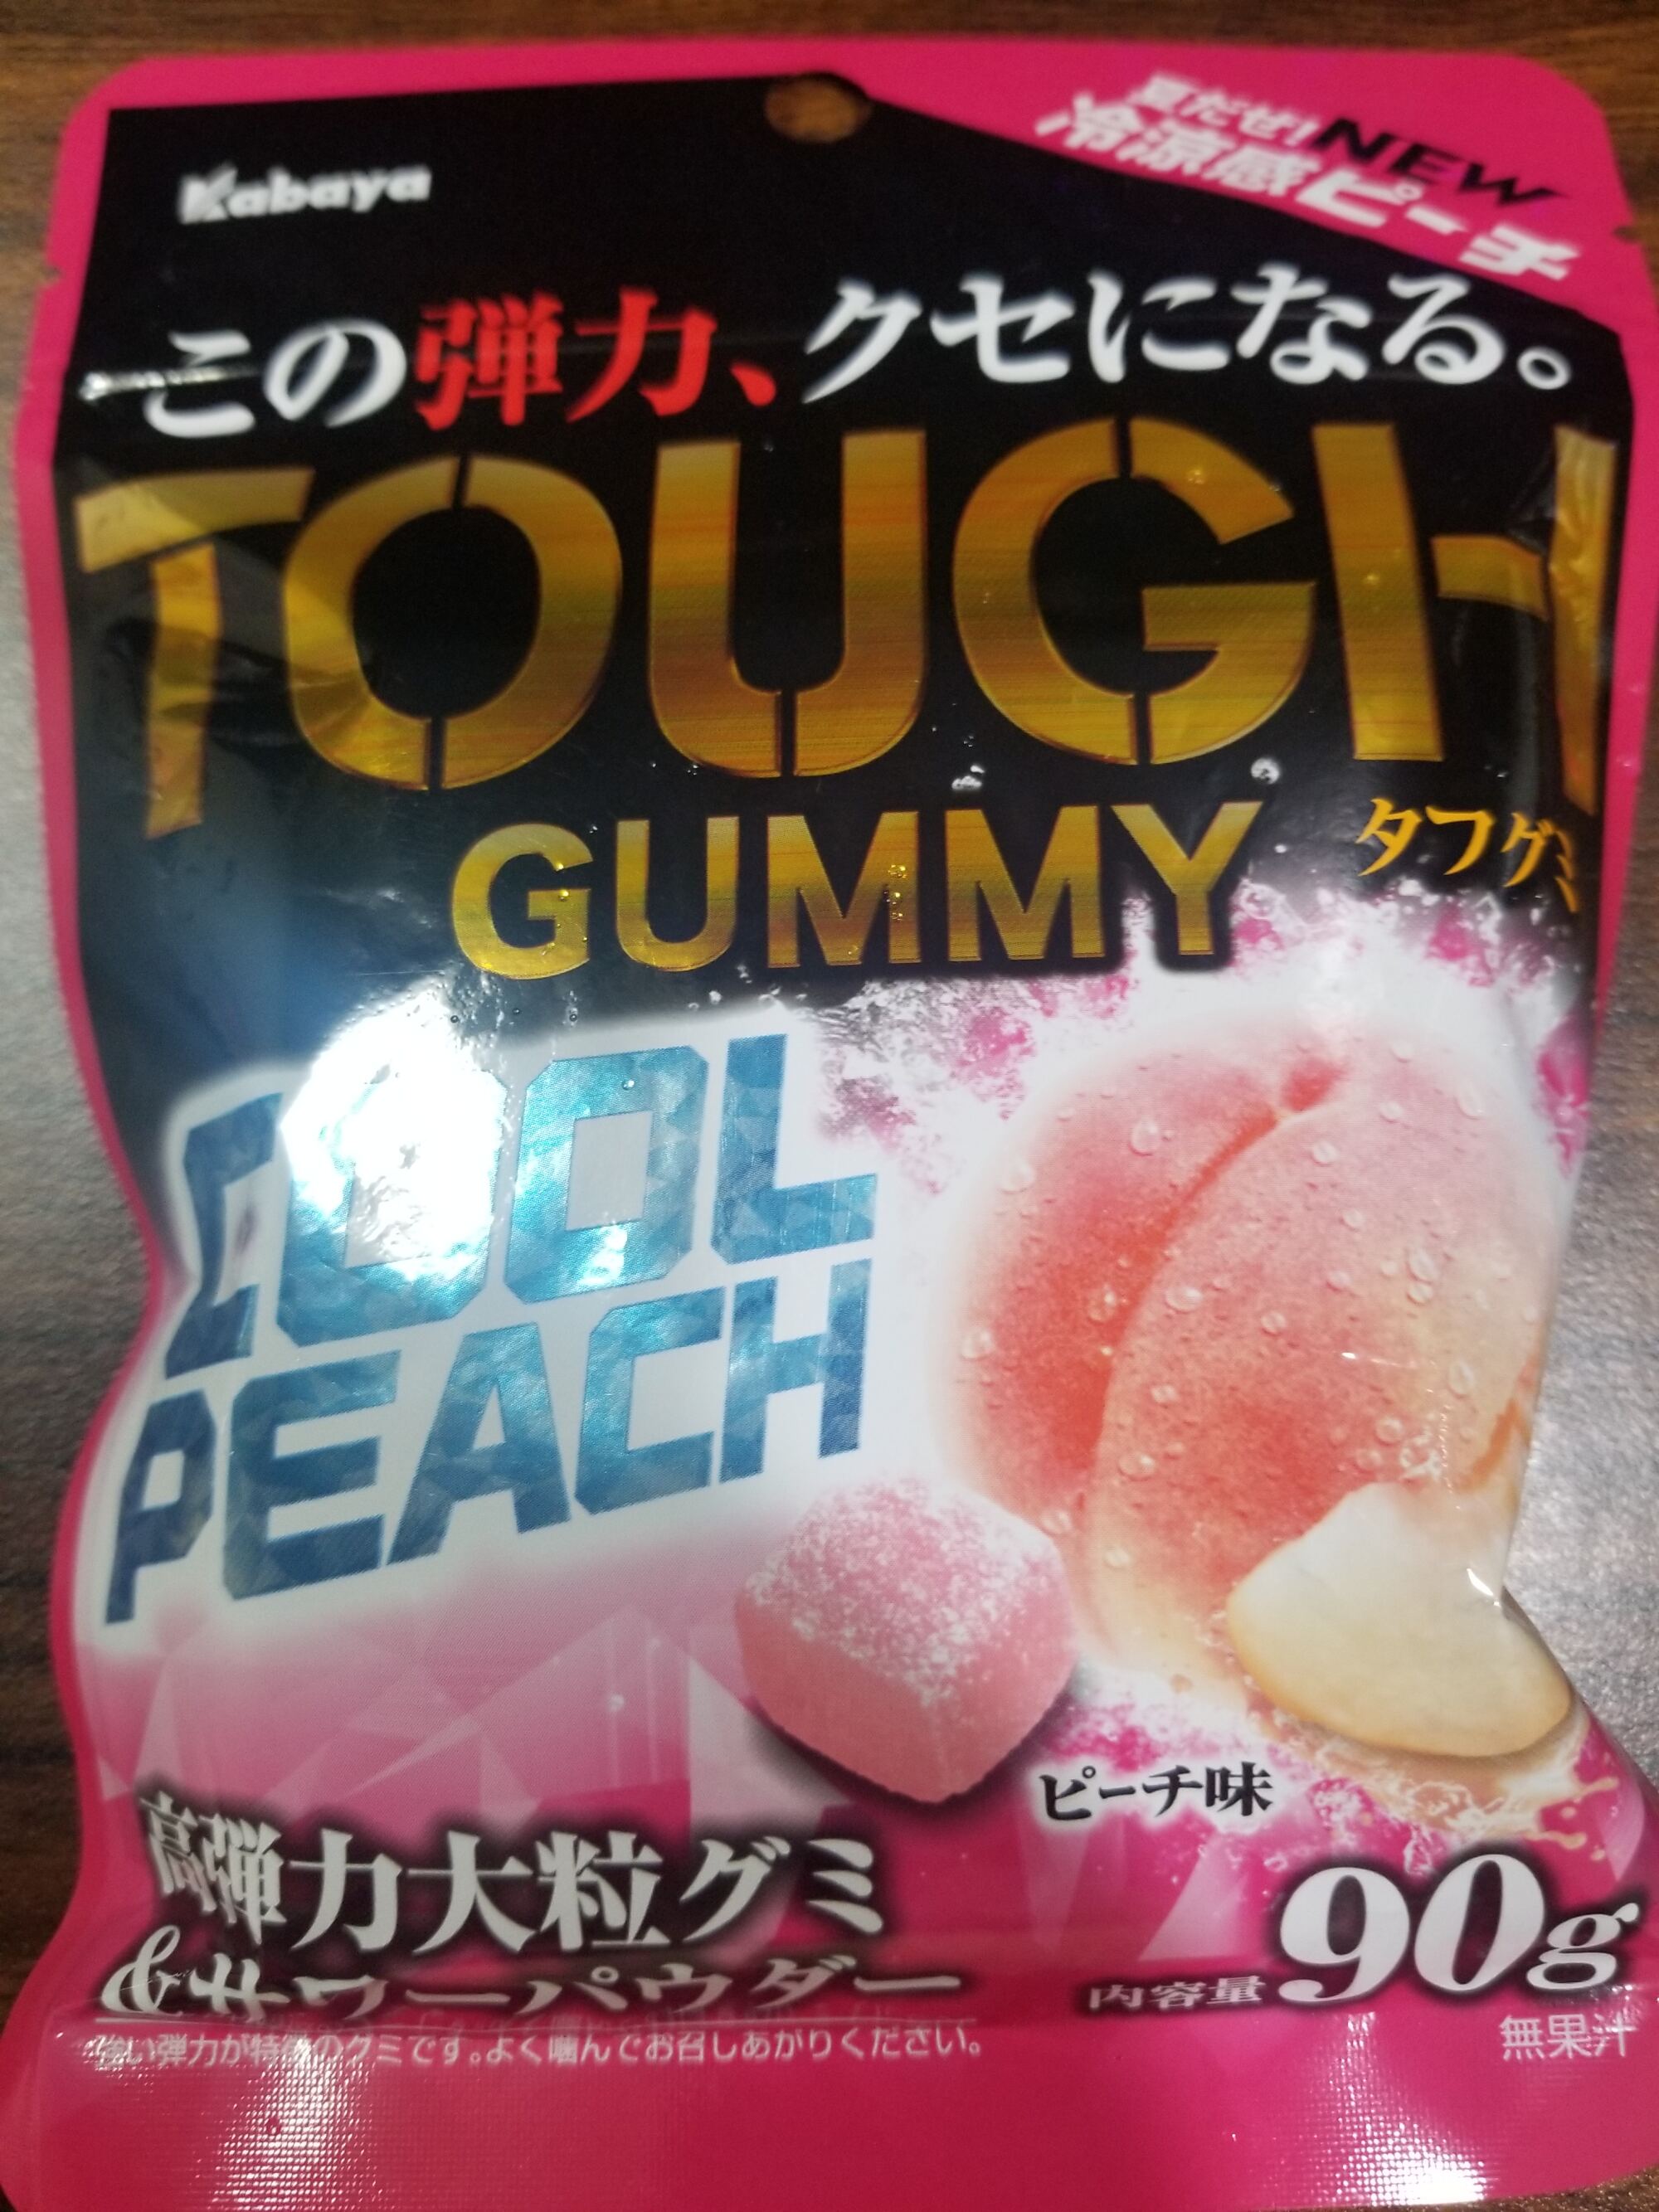 Kabaya
夏だぜ! NEW
冷涼感ピーチ
この弾力、クセになる。
TOUGH
GUMMY
タフグミ
COOL
PEACH
ピーチ味
高弾力大粒グミ
&サワーパウダー
内容量90g
強い弾力が特徴のグミです。よく噛んでお召しあがりください。
無果汁